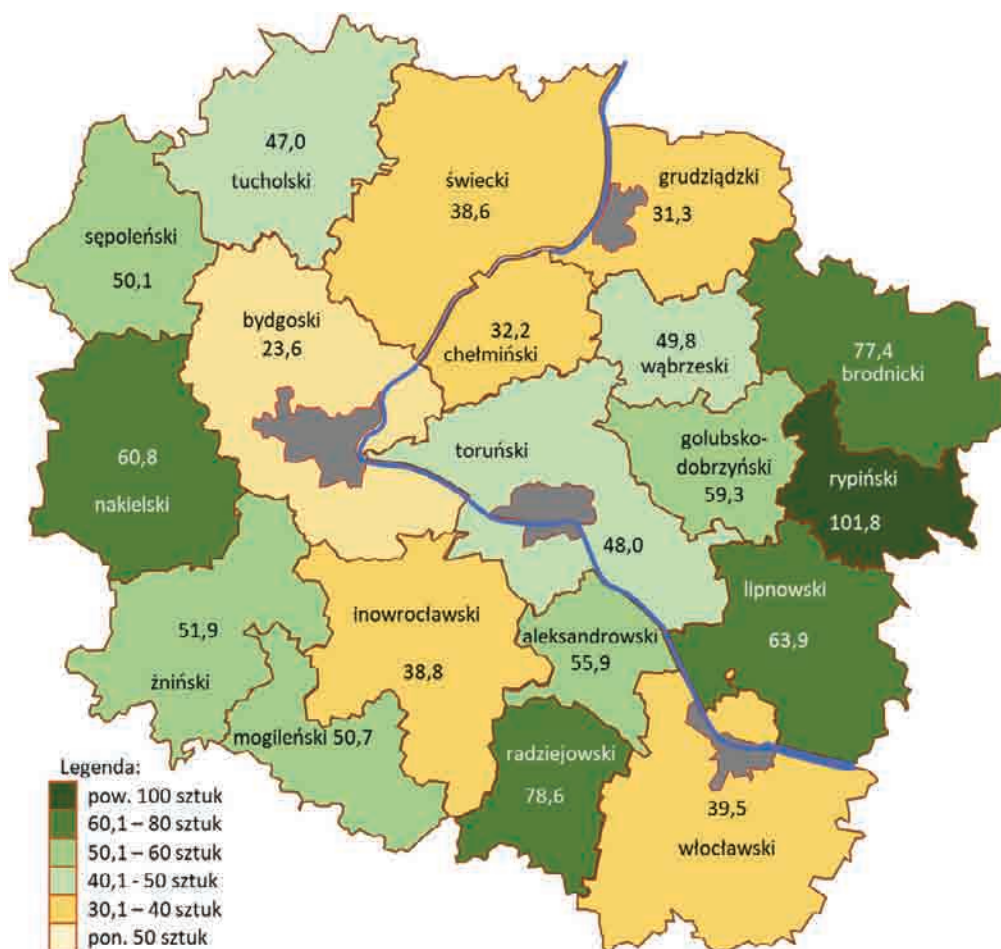 47,0
tucholski
świecki
38,6
grudziądzki
31,3
sępoleński
50,1
bydgoski
23,6
32,2
chełmiński
49,8
wąbrzeski
77,4
brodnicki
60,8
nakielski
toruński
48,0
golubsko-
dobrzyński
59,3
rypiński
101,8
lipnowski
63,9
51,9
żniński
inowrocławski
38,8
aleksandrowski
55,9
mogileński 50,7
radziejowski
78,6
39,5
włocławski
Legenda:
pow. 100 sztuk
60,1 – 80 sztuk
50,1 – 60 sztuk
40,1 - 50 sztuk
30,1 – 40 sztuk
pon. 50 sztuk